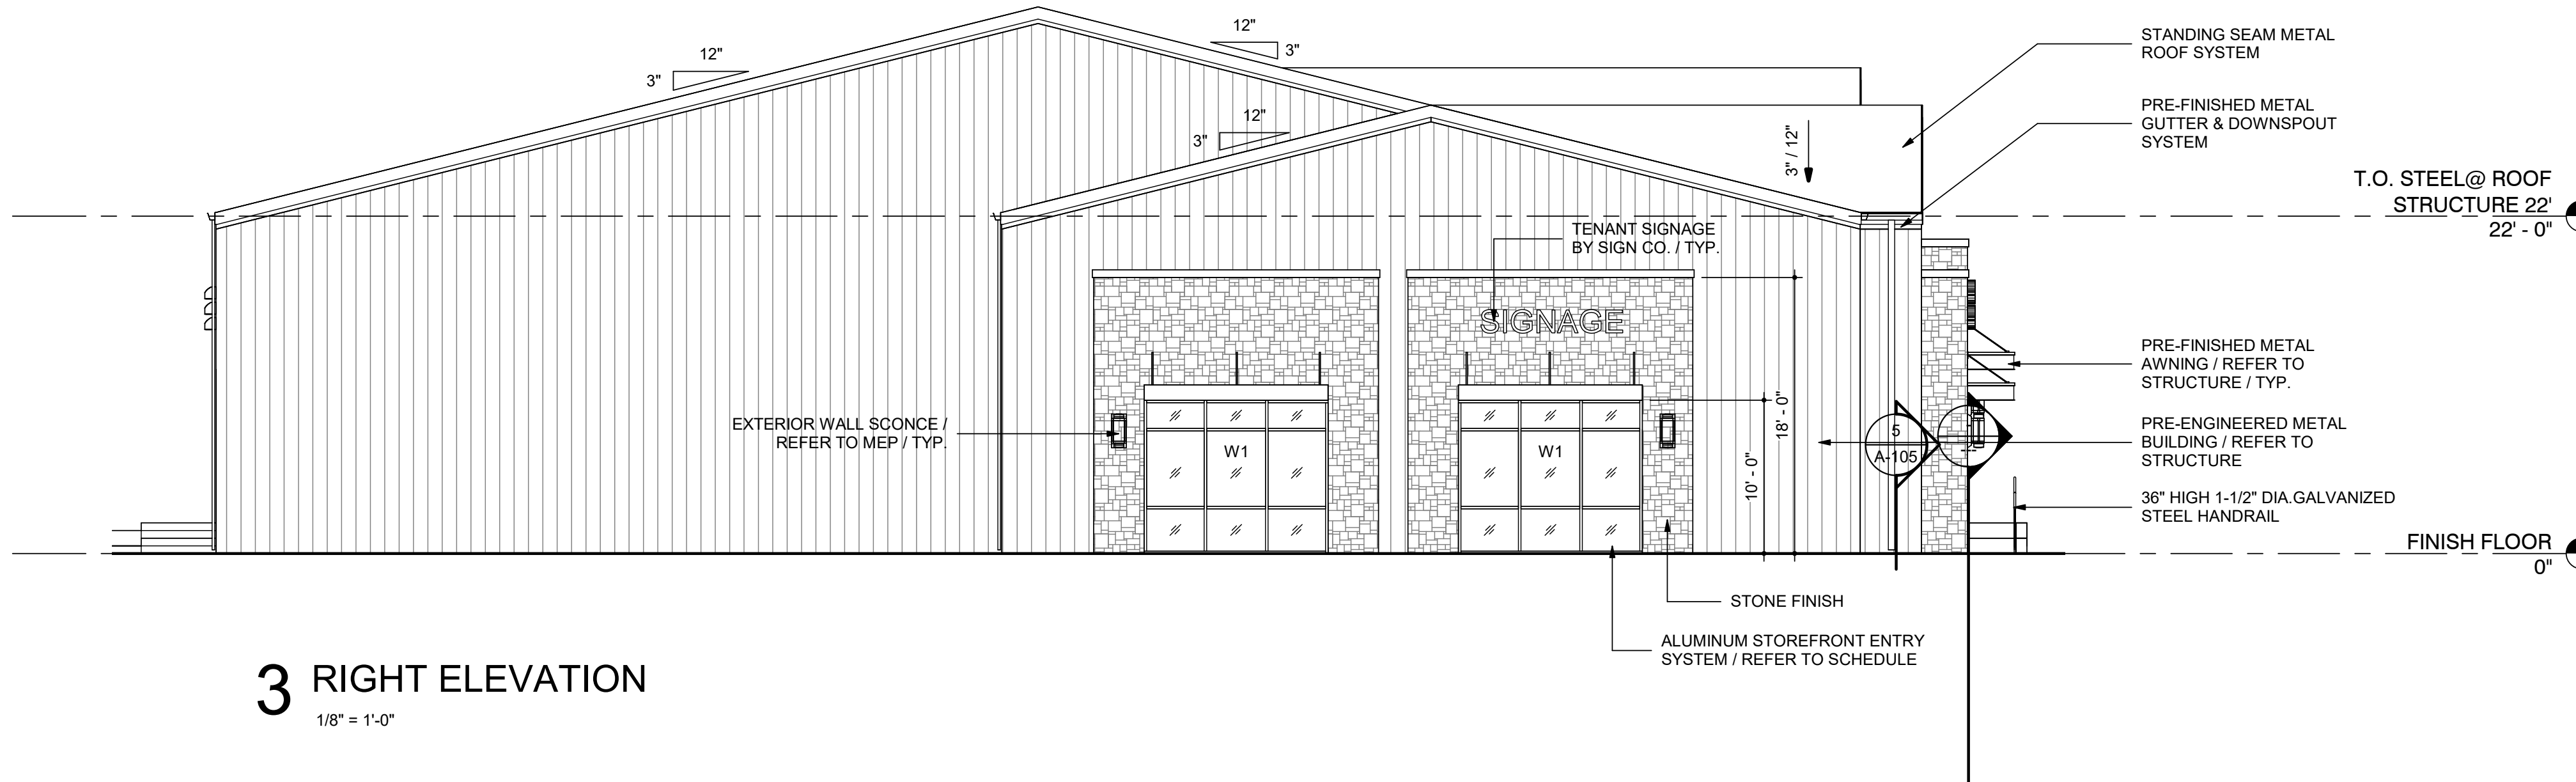 12"
3"
12"
3"
12"
3"
3" / 12"
STANDING SEAM METAL
ROOF SYSTEM
PRE-FINISHED METAL
GUTTER & DOWNSPOUT
SYSTEM
T.O. STEEL@ ROOF
STRUCTURE 22'
22' - 0"
TENANT SIGNAGE
BY SIGN CO. / TYP.
SIGNAGE
PRE-FINISHED METAL
AWNING / REFER TO
STRUCTURE / TYP.
EXTERIOR WALL SCONCE /
REFER TO MEP / TYP.
W1
W1
10' - 0"
18' - 0"
5
A-105
PRE-ENGINEERED METAL
BUILDING / REFER TO
STRUCTURE
36" HIGH 1-1/2" DIA.GALVANIZED
STEEL HANDRAIL
FINISH FLOOR
0"
STONE FINISH
ALUMINUM STOREFRONT ENTRY
SYSTEM / REFER TO SCHEDULE
3 RIGHT ELEVATION
1/8" = 1'-0"